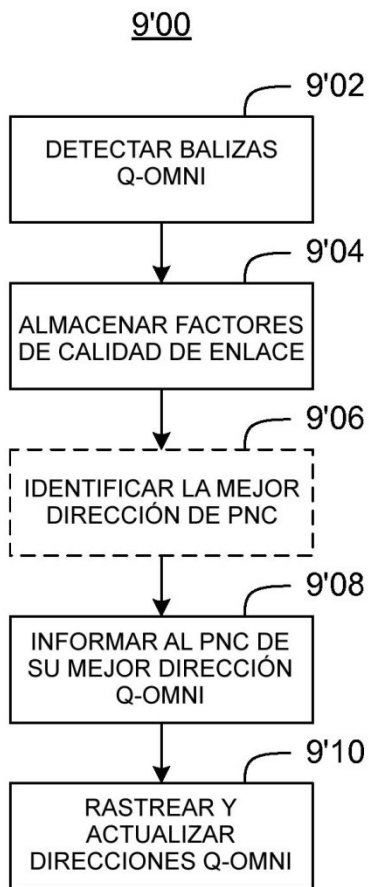 9'00
9'02
DETECTAR BALIZAS
Q-OMNI
9'04
ALMACENAR FACTORES
DE CALIDAD DE ENLACE
9'06
IDENTIFICAR LA MEJOR
DIRECCIÓN DE PNC
9'08
INFORMAR AL PNC DE
SU MEJOR DIRECCIÓN
Q-OMNI
9'10
RASTREAR Y
ACTUALIZAR
DIRECCIONES Q-OMNI